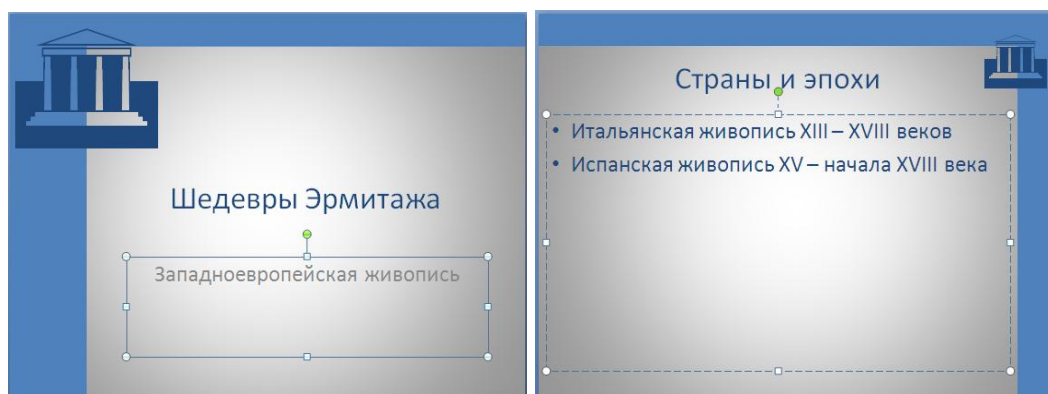 Шедевры Эрмитажа
Западноевропейская живопись
Страны и эпохи
• Итальянская живопись XIII – XVIII веков
• Испанская живопись XV – начала XVIII века